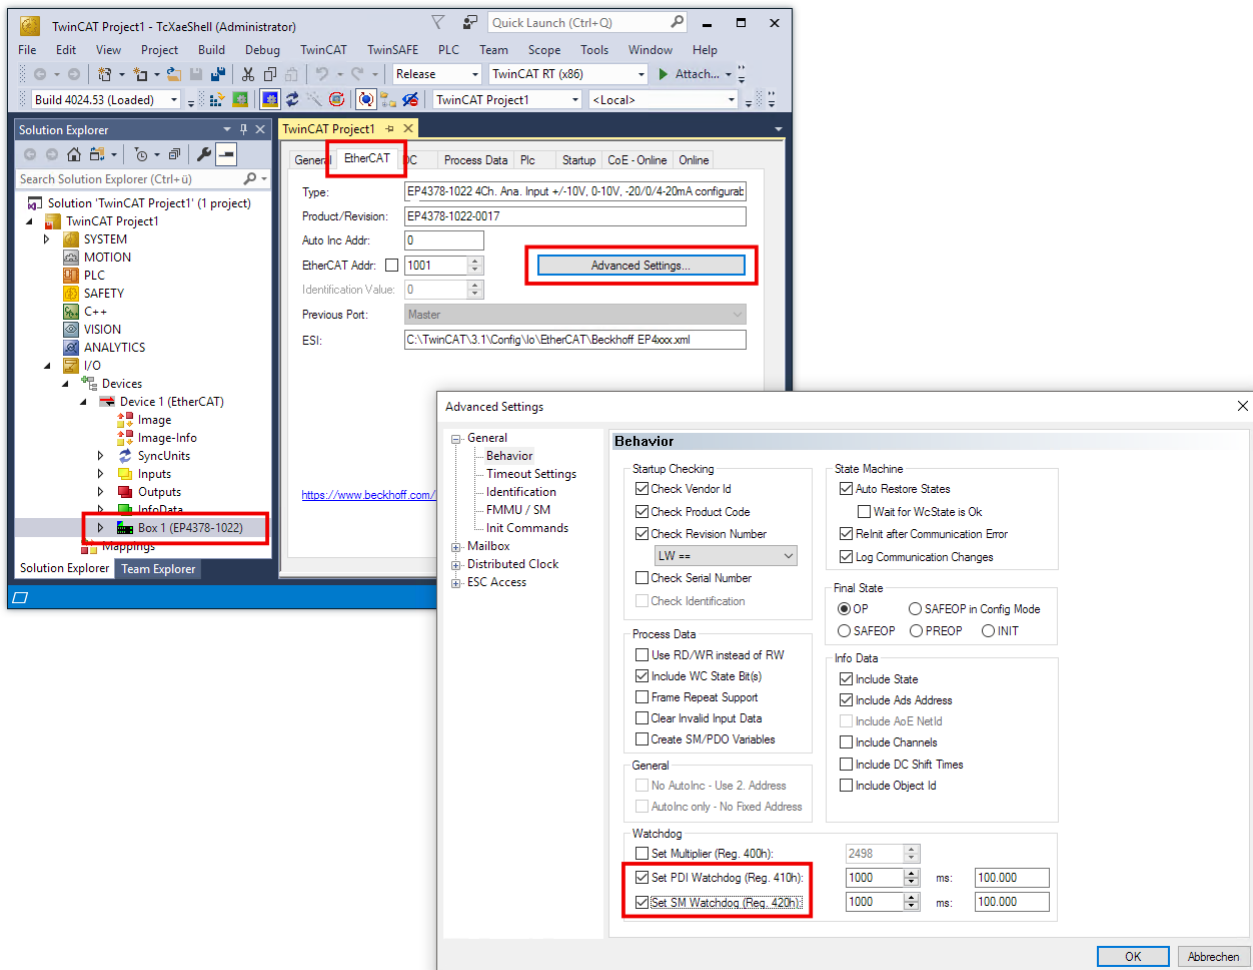 TwinCAT Project1 - TcXaeShell (Administrator)
Quick Launch (Ctrl+Q)
File Edit View Project Build Debug TwinCAT TwinSAFE PLC Team Scope Tools Window Help
Release TwinCAT RT (x86) Attach...
Build 4024.53 (Loaded) TwinCAT Project1 <Local>
Solution Explorer
Search Solution Explorer (Ctrl+ü)
Solution 'TwinCAT Project1' (1 project)
TwinCAT Project1
SYSTEM
MOTION
PLC
SAFETY
C++
VISION
ANALYTICS
I/O
Devices
Device 1 (EtherCAT)
Image
Image-Info
SyncUnits
Inputs
Outputs
InfoData
Box 1 (EP4378-1022)
Mappings
Solution Explorer Team Explorer
TwinCAT Project1
General EtherCAT DC Process Data Plc Startup CoE - Online Online
Type: EP4378-1022 4Ch. Ana. Input +/-10V, 0-10V, -20/0/4-20mA configurab
Product/Revision: EP4378-1022-0017
Auto Inc Addr: 0
EtherCAT Addr: 1001 Advanced Settings...
Identification Value: 0
Previous Port: Master
ESI: C:\TwinCAT\3.1\Config\Io\EtherCAT\Beckhoff EP4xxx.xml
https://www.beckhoff.com/
Advanced Settings
General
Behavior
Timeout Settings
Identification
FMMU / SM
Init Commands
Mailbox
Distributed Clock
ESC Access
Behavior
Startup Checking
Check Vendor Id
Check Product Code
Check Revision Number
LW ==
Check Serial Number
Check Identification
Process Data
Use RD/WR instead of RW
Include WC State Bit(s)
Frame Repeat Support
Clear Invalid Input Data
Create SM/PDO Variables
General
No AutoInc - Use 2. Address
AutoInc only - No Fixed Address
State Machine
Auto Restore States
Wait for WcState is Ok
ReInit after Communication Error
Log Communication Changes
Final State
OP SAFEOP in Config Mode
SAFEOP PREOP INIT
Info Data
Include State
Include Ads Address
Include AoE NetId
Include Channels
Include DC Shift Times
Include Object Id
Watchdog
Set Multiplier (Reg. 400h): 2498
Set PDI Watchdog (Reg. 410h): 1000 ms: 100.000
Set SM Watchdog (Reg. 420h): 1000 ms: 100.000
OK Abbrechen